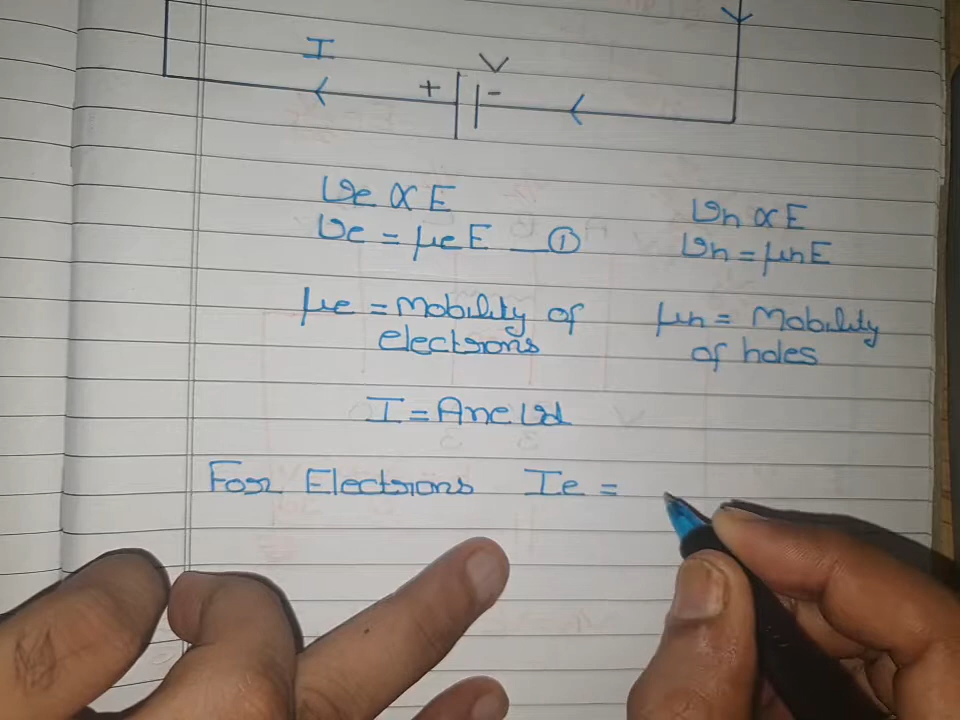 I
V
+ -
ve ∝ E
ve = μe E —①
μe = Mobility of
electrons
vh ∝ E
vh = μh E
μh = Mobility
of holes
I = Ane vd
For Electrons Ie =